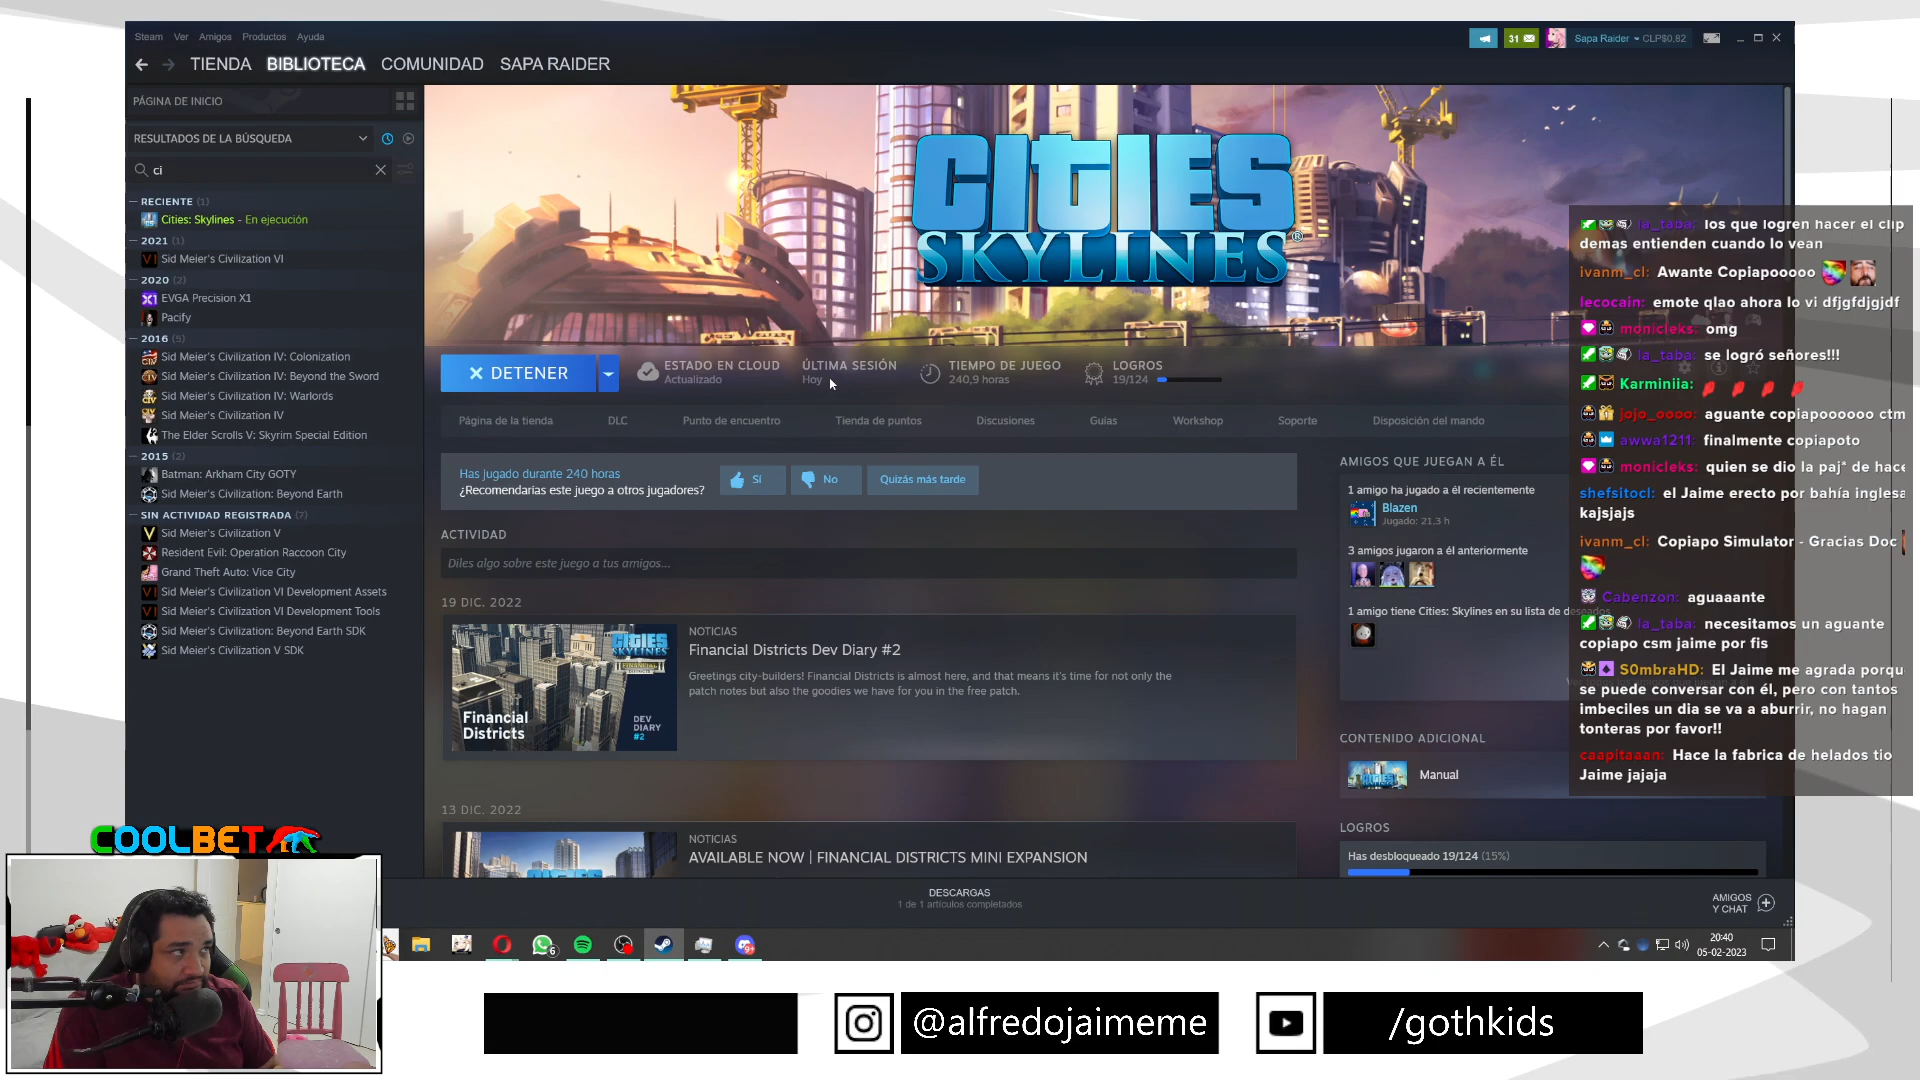 Steam Ver Amigos Productos Ayuda
31
Sapa Raider
CLP$0,82
TIENDA BIBLIOTECA COMUNIDAD SAPA RAIDER
PÁGINA DE INICIO
RESULTADOS DE LA BÚSQUEDA
ci
RECIENTE (1)
Cities: Skylines - En ejecución
2021 (1)
Sid Meier's Civilization VI
2020 (2)
EVGA Precision X1
Pacify
2016 (5)
Sid Meier's Civilization IV: Colonization
Sid Meier's Civilization IV: Beyond the Sword
Sid Meier's Civilization IV: Warlords
Sid Meier's Civilization IV
The Elder Scrolls V: Skyrim Special Edition
2015 (2)
Batman: Arkham City GOTY
Sid Meier's Civilization: Beyond Earth
SIN ACTIVIDAD REGISTRADA (7)
Sid Meier's Civilization V
Resident Evil: Operation Raccoon City
Grand Theft Auto: Vice City
Sid Meier's Civilization VI Development Assets
Sid Meier's Civilization VI Development Tools
Sid Meier's Civilization: Beyond Earth SDK
Sid Meier's Civilization V SDK
CITIES
SKYLINES®
DETENER
ESTADO EN CLOUD
Actualizado
ÚLTIMA SESIÓN
Hoy
TIEMPO DE JUEGO
240,9 horas
LOGROS
19/124
Página de la tienda DLC Punto de encuentro Tienda de puntos Discusiones Guías Workshop Soporte Disposición del mando
Has jugado durante 240 horas
¿Recomendarías este juego a otros jugadores?
Sí
No
Quizás más tarde
ACTIVIDAD
Diles algo sobre este juego a tus amigos...
19 DIC. 2022
CITIES
SKYLINES
Financial
Districts
DEV
DIARY
#2
NOTICIAS
Financial Districts Dev Diary #2
Greetings city-builders! Financial Districts is almost here, and that means it's time for not only the
patch notes but also the goodies we have for you in the free patch.
13 DIC. 2022
NOTICIAS
AVAILABLE NOW | FINANCIAL DISTRICTS MINI EXPANSION
AMIGOS QUE JUEGAN A ÉL
1 amigo ha jugado a él recientemente
Blazen
Jugado: 21,3 h
3 amigos jugaron a él anteriormente
1 amigo tiene Cities: Skylines en su lista de deseados
CONTENIDO ADICIONAL
Manual
LOGROS
Has desbloqueado 19/124 (15%)
la_taba: los que logren hacer el clip
demas entienden cuando lo vean
ivanm_cl: Awante Copiapooooo
lecocain: emote qlao ahora lo vi dfjgfdjgjdf
monicleks: omg
la_taba: se logró señores!!!
Karminiia:
jojo_oooo: aguante copiapoooooo ctm
awwa1211: finalmente copiapoto
monicleks: quien se dio la paj* de hace
shefsitocl: el Jaime erecto por bahía inglesa
kajsjajs
ivanm_cl: Copiapo Simulator - Gracias Doc
Cabenzon: aguaaante
la_taba: necesitamos un aguante
copiapo csm jaime por fis
S0mbraHD: El Jaime me agrada porqu
se puede conversar con él, pero con tantos
imbeciles un dia se va a aburrir, no hagan
tonteras por favor!!
caapitaaan: Hace la fabrica de helados tio
Jaime jajaja
DESCARGAS
1 de 1 artículos completados
AMIGOS
Y CHAT
COOLBET
6
20:40
05-02-2023
@alfredojaimeme
/gothkids